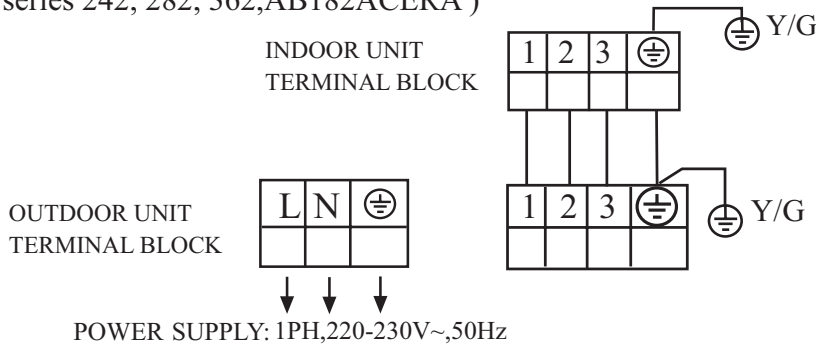 series 242, 282, 362,AB182ACERA )
INDOOR UNIT
TERMINAL BLOCK
1 2 3
Y/G
OUTDOOR UNIT
TERMINAL BLOCK
L N
1 2 3
Y/G
POWER SUPPLY: 1PH,220-230V~,50Hz